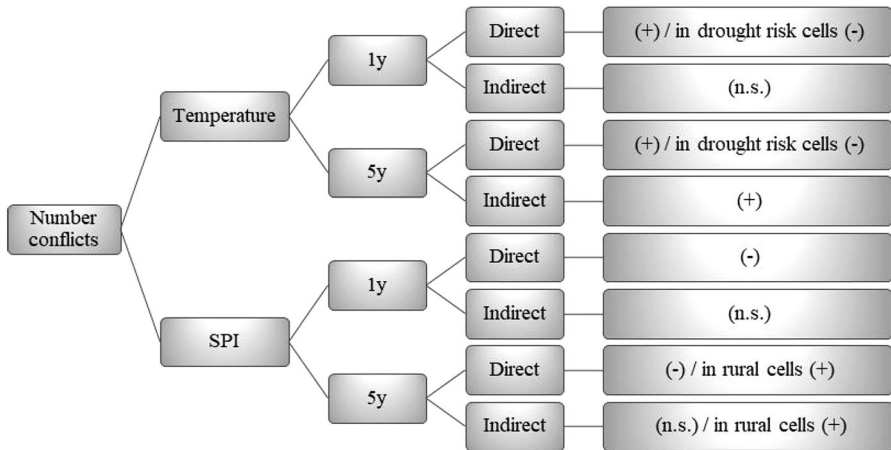 Number
conflicts
Temperature
1y
Direct
(+) / in drought risk cells (-)
Indirect
(n.s.)
5y
Direct
(+) / in drought risk cells (-)
Indirect
(+)
SPI
1y
Direct
(-)
Indirect
(n.s.)
5y
Direct
(-) / in rural cells (+)
Indirect
(n.s.) / in rural cells (+)